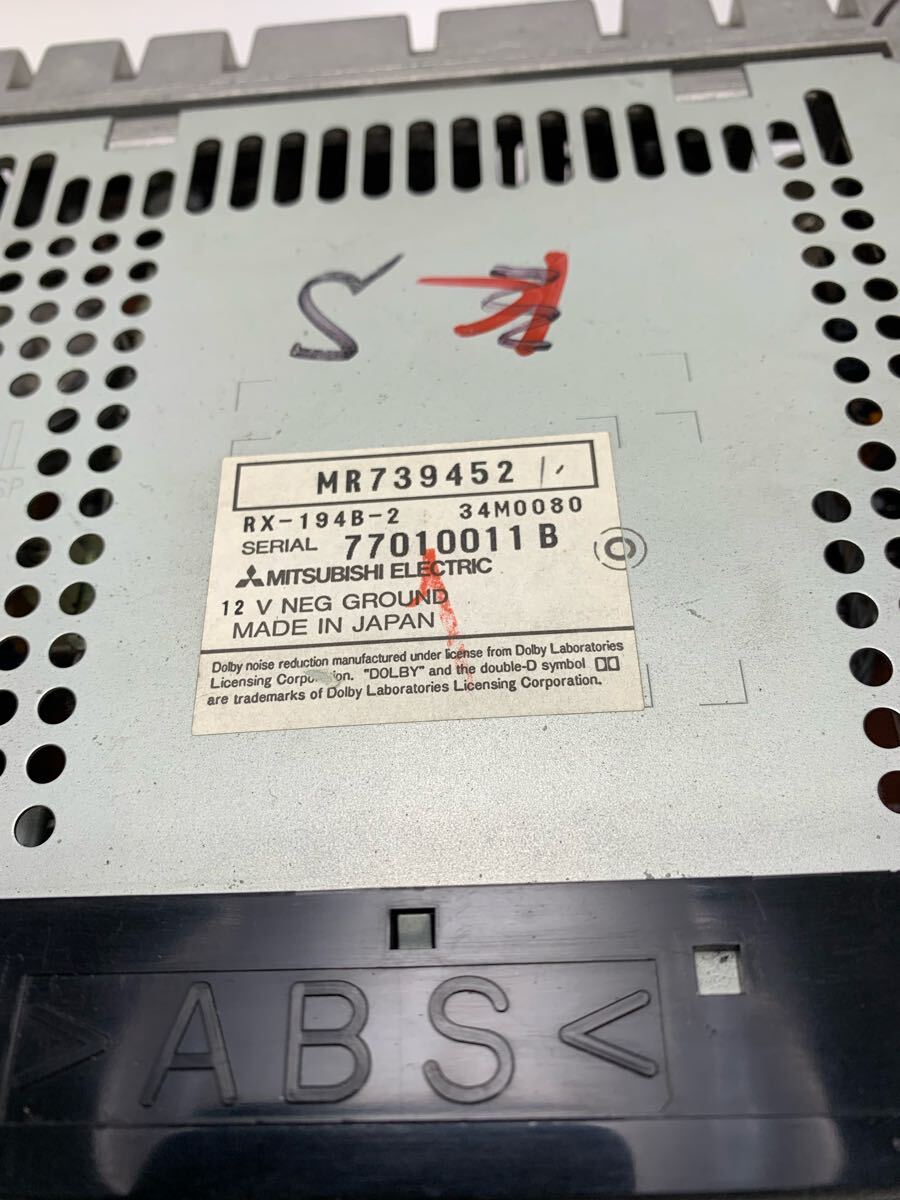 S
MR739452
RX-194B-2 34M0080
SERIAL 77010011B
MITSUBISHI ELECTRIC
12 V NEG GROUND
MADE IN JAPAN
Dolby noise reduction manufactured under license from Dolby Laboratories
Licensing Corporation. "DOLBY" and the double-D symbol
are trademarks of Dolby Laboratories Licensing Corporation.
>ABS<